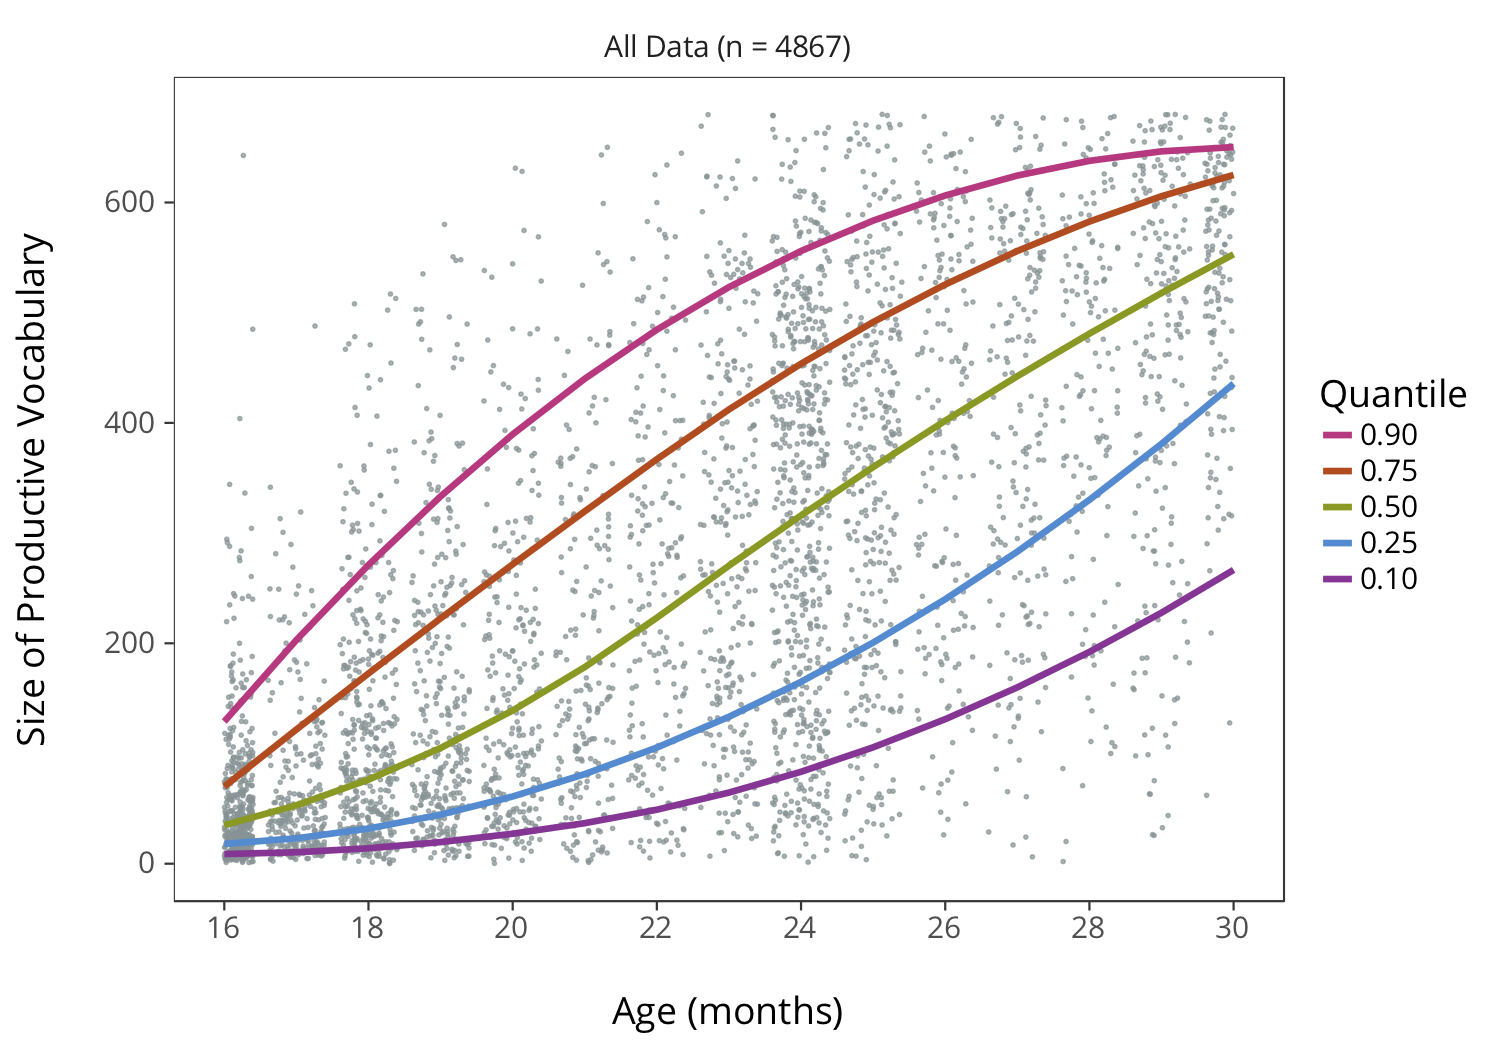 All Data (n = 4867)
Size of Productive Vocabulary
600
400
200
0
16 18 20 22 24 26 28 30
Age (months)
Quantile
0.90
0.75
0.50
0.25
0.10